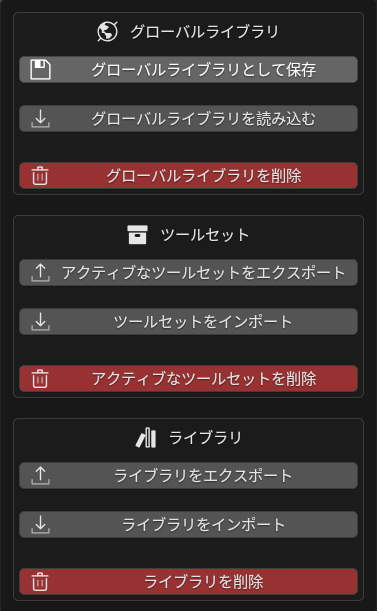 グローバルライブラリ
グローバルライブラリとして保存
グローバルライブラリを読み込む
グローバルライブラリを削除
ツールセット
アクティブなツールセットをエクスポート
ツールセットをインポート
アクティブなツールセットを削除
ライブラリ
ライブラリをエクスポート
ライブラリをインポート
ライブラリを削除